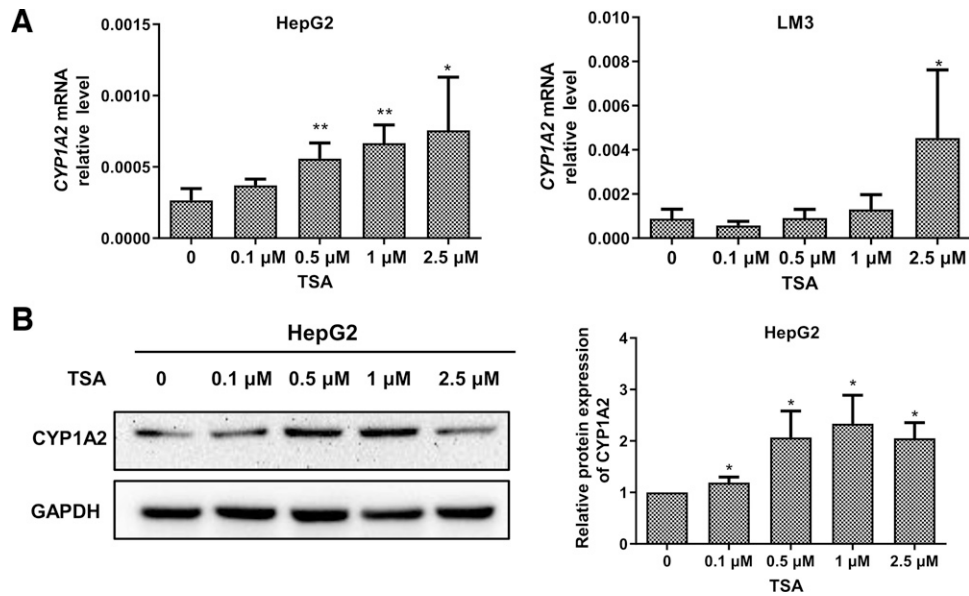 A
HepG2
CYP1A2 mRNA
relative level
0.0015
0.0010
0.0005
0.0000
**
**
*
0
0.1 μM
0.5 μM
1 μM
2.5 μM
TSA
LM3
CYP1A2 mRNA
relative level
0.010
0.008
0.006
0.004
0.002
0.000
*
0
0.1 μM
0.5 μM
1 μM
2.5 μM
TSA
B
HepG2
TSA 0 0.1 μM 0.5 μM 1 μM 2.5 μM
CYP1A2
GAPDH
HepG2
Relative protein expression
of CYP1A2
4
3
2
1
0
*
*
*
*
0
0.1 μM
0.5 μM
1 μM
2.5 μM
TSA